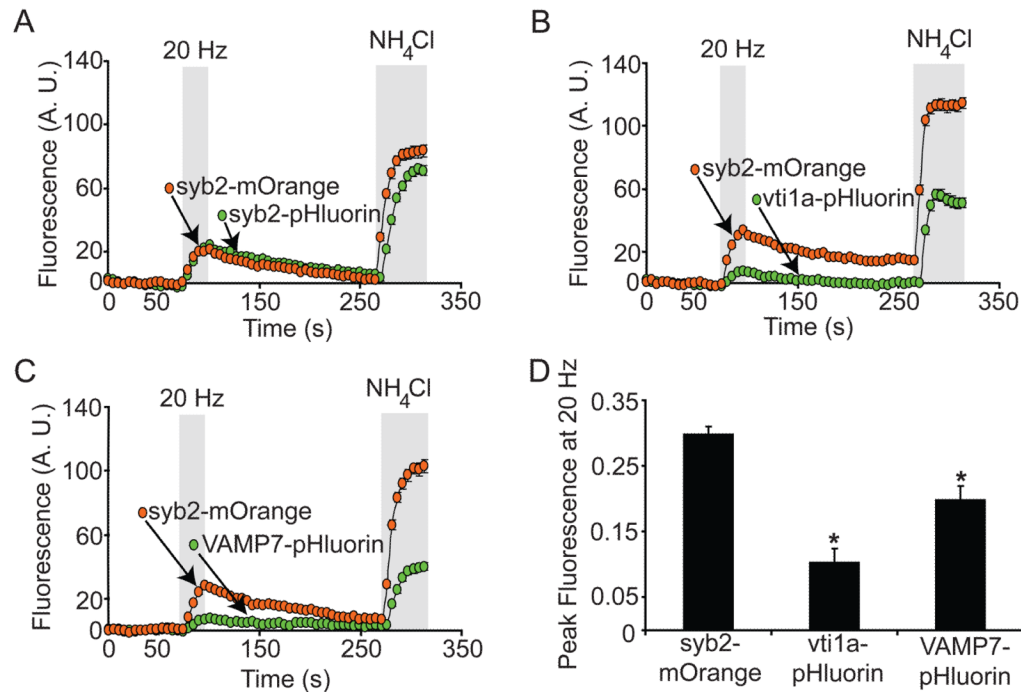 A
20 Hz
NH4Cl
Fluorescence (A. U.)
140
100
60
20
0
syb2-mOrange
syb2-pHluorin
0
50
150
250
350
Time (s)
B
20 Hz
NH4Cl
Fluorescence (A. U.)
140
100
60
20
0
syb2-mOrange
vti1a-pHluorin
0
50
150
250
350
Time (s)
C
20 Hz
NH4Cl
Fluorescence (A. U.)
140
100
60
20
0
syb2-mOrange
VAMP7-pHluorin
0
50
150
250
350
Time (s)
D
Peak Fluorescence at 20 Hz
0.35
0.25
0.15
0.05
0
*
*
syb2-
mOrange
vti1a-
pHluorin
VAMP7-
pHluorin